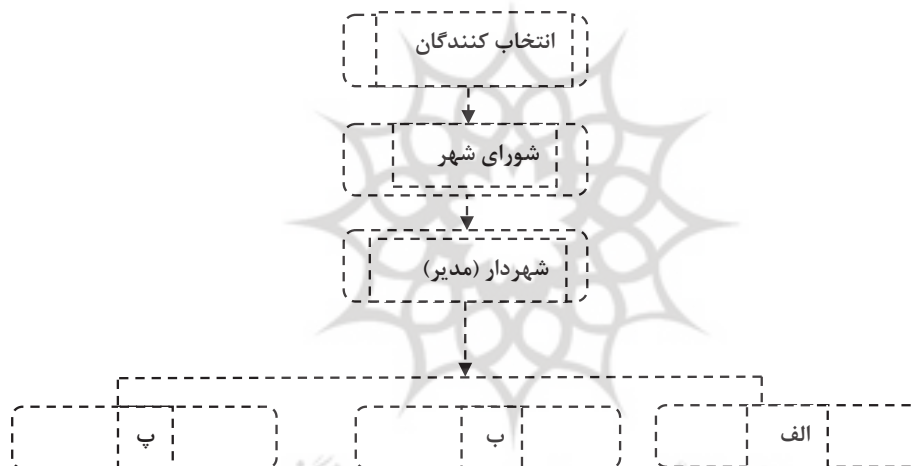 انتخاب کنندگان
شورای شهر
شهردار (مدیر)
الف
ب
پ